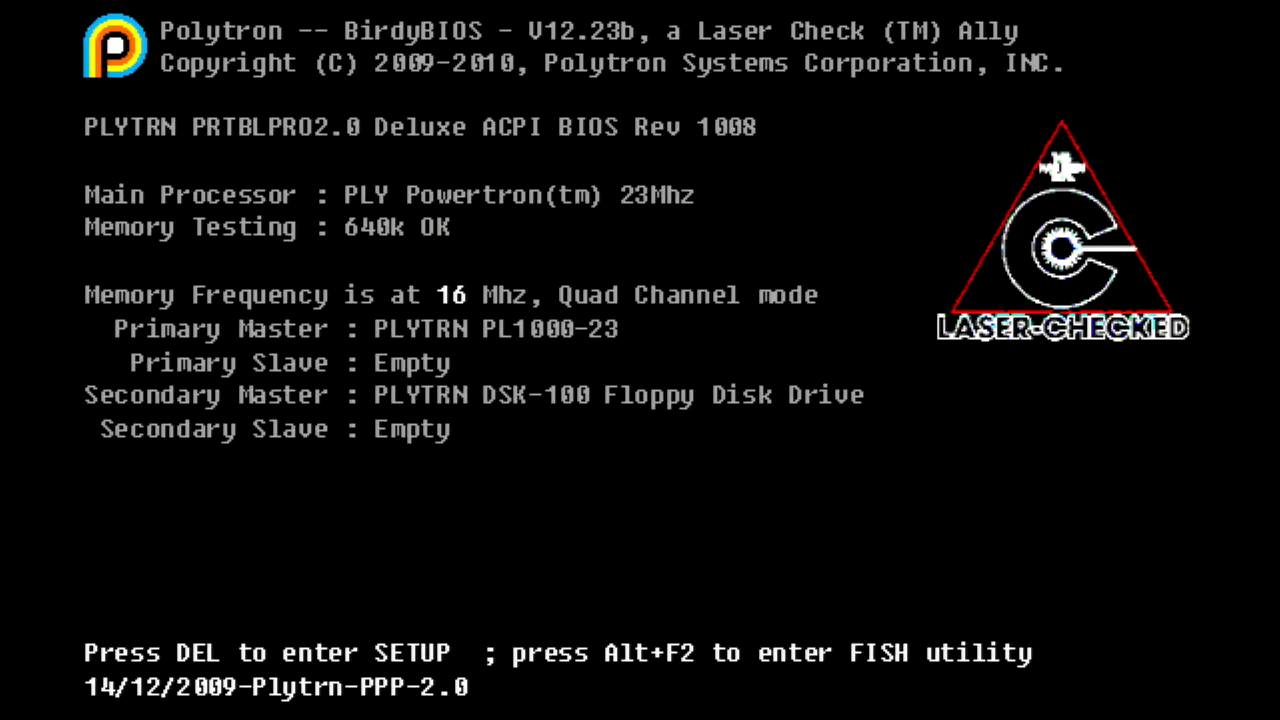 Polytron -- BirdyBIOS - V12.23b, a Laser Check (TM) Ally
Copyright (C) 2009-2010, Polytron Systems Corporation, INC.
PLYTRN PRTBLPRO2.0 Deluxe ACPI BIOS Rev 1008
Main Processor : PLY Powertron(tm) 23Mhz
Memory Testing : 640k OK
Memory Frequency is at 16 Mhz, Quad Channel mode
Primary Master : PLYTRN PL1000-23
Primary Slave : Empty
Secondary Master : PLYTRN DSK-100 Floppy Disk Drive
Secondary Slave : Empty
LASER-CHECKED
Press DEL to enter SETUP ; press Alt+F2 to enter FISH utility
14/12/2009-Plytrn-PPP-2.0